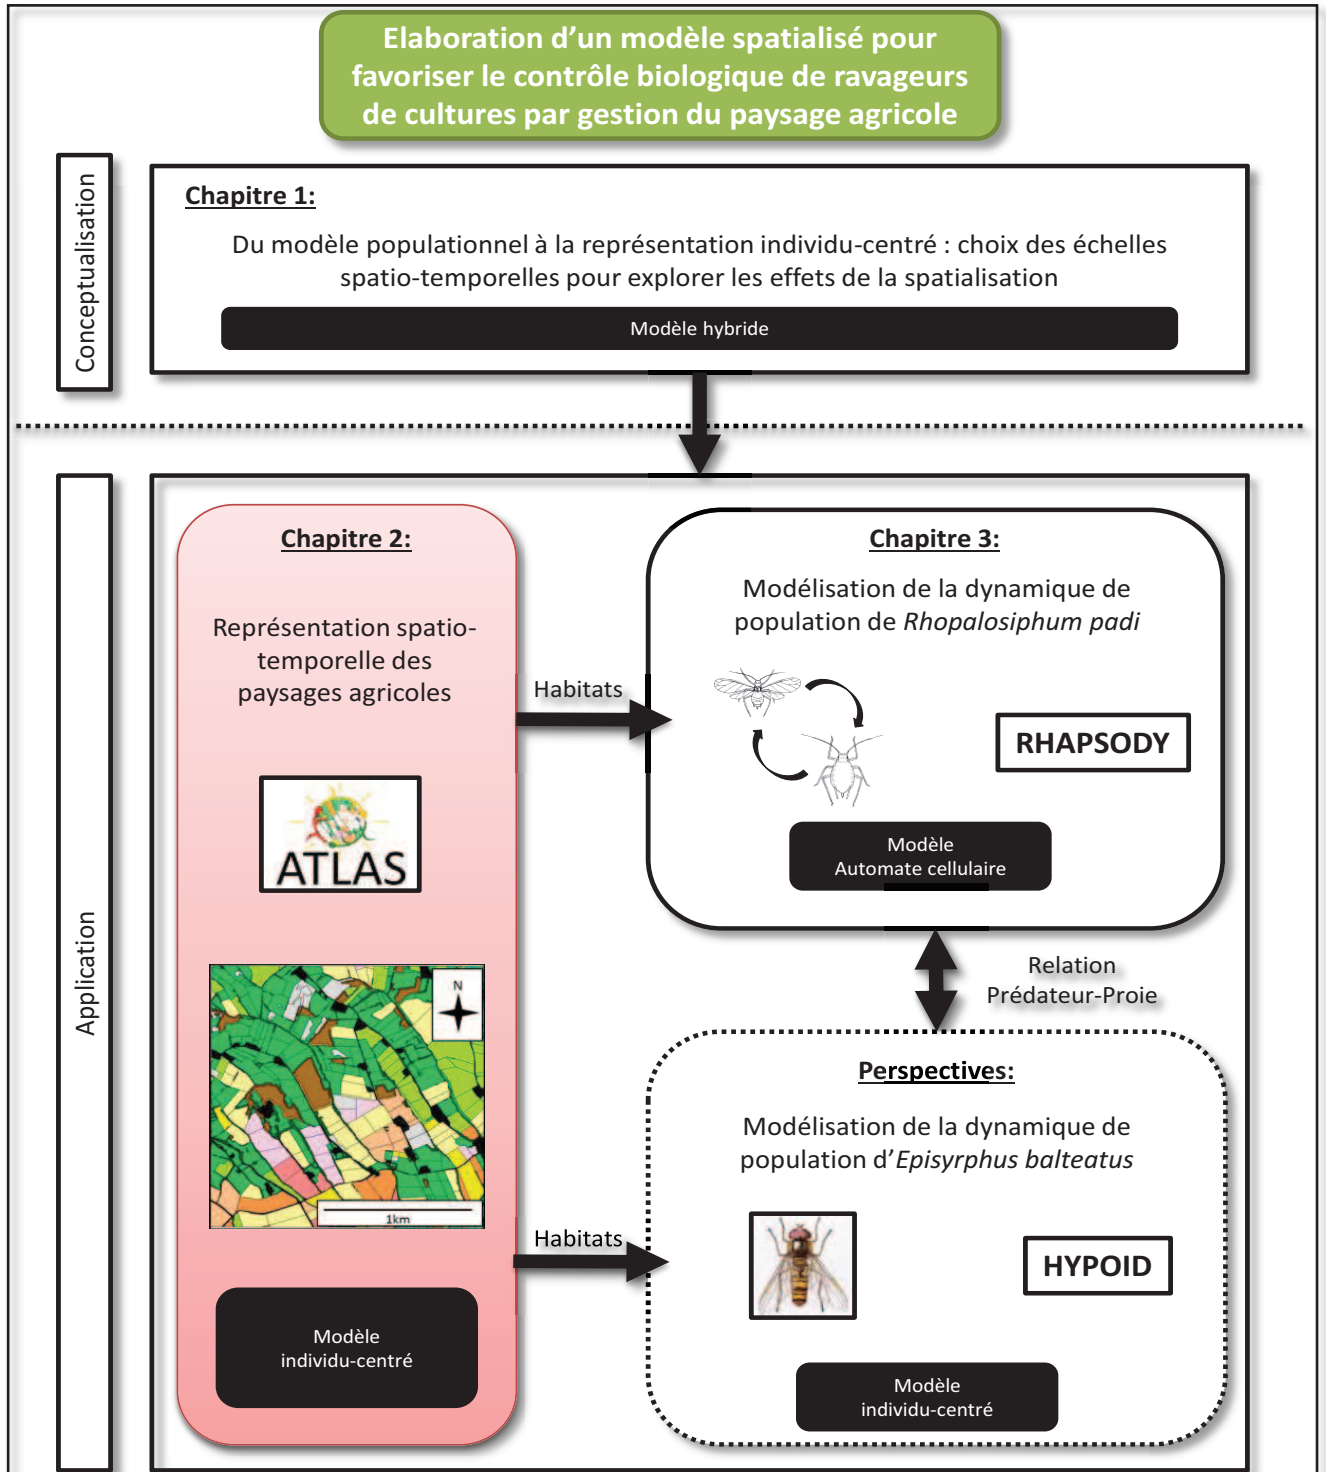 Elaboration d'un modèle spatialisé pour
favoriser le contrôle biologique de ravageurs
de cultures par gestion du paysage agricole
Conceptualisation
Chapitre 1:
Du modèle populationnel à la représentation individu-centré : choix des échelles
spatio-temporelles pour explorer les effets de la spatialisation
Modèle hybride
Application
Chapitre 2:
Représentation spatio-
temporelle des
paysages agricoles
ATLAS
N
1km
Modèle
individu-centré
Habitats
Habitats
Chapitre 3:
Modélisation de la dynamique de
population de Rhopalosiphum padi
RHAPSODY
Modèle
Automate cellulaire
Relation
Prédateur-Proie
Perspectives:
Modélisation de la dynamique de
population d'Episyrphus balteatus
HYPOID
Modèle
individu-centré